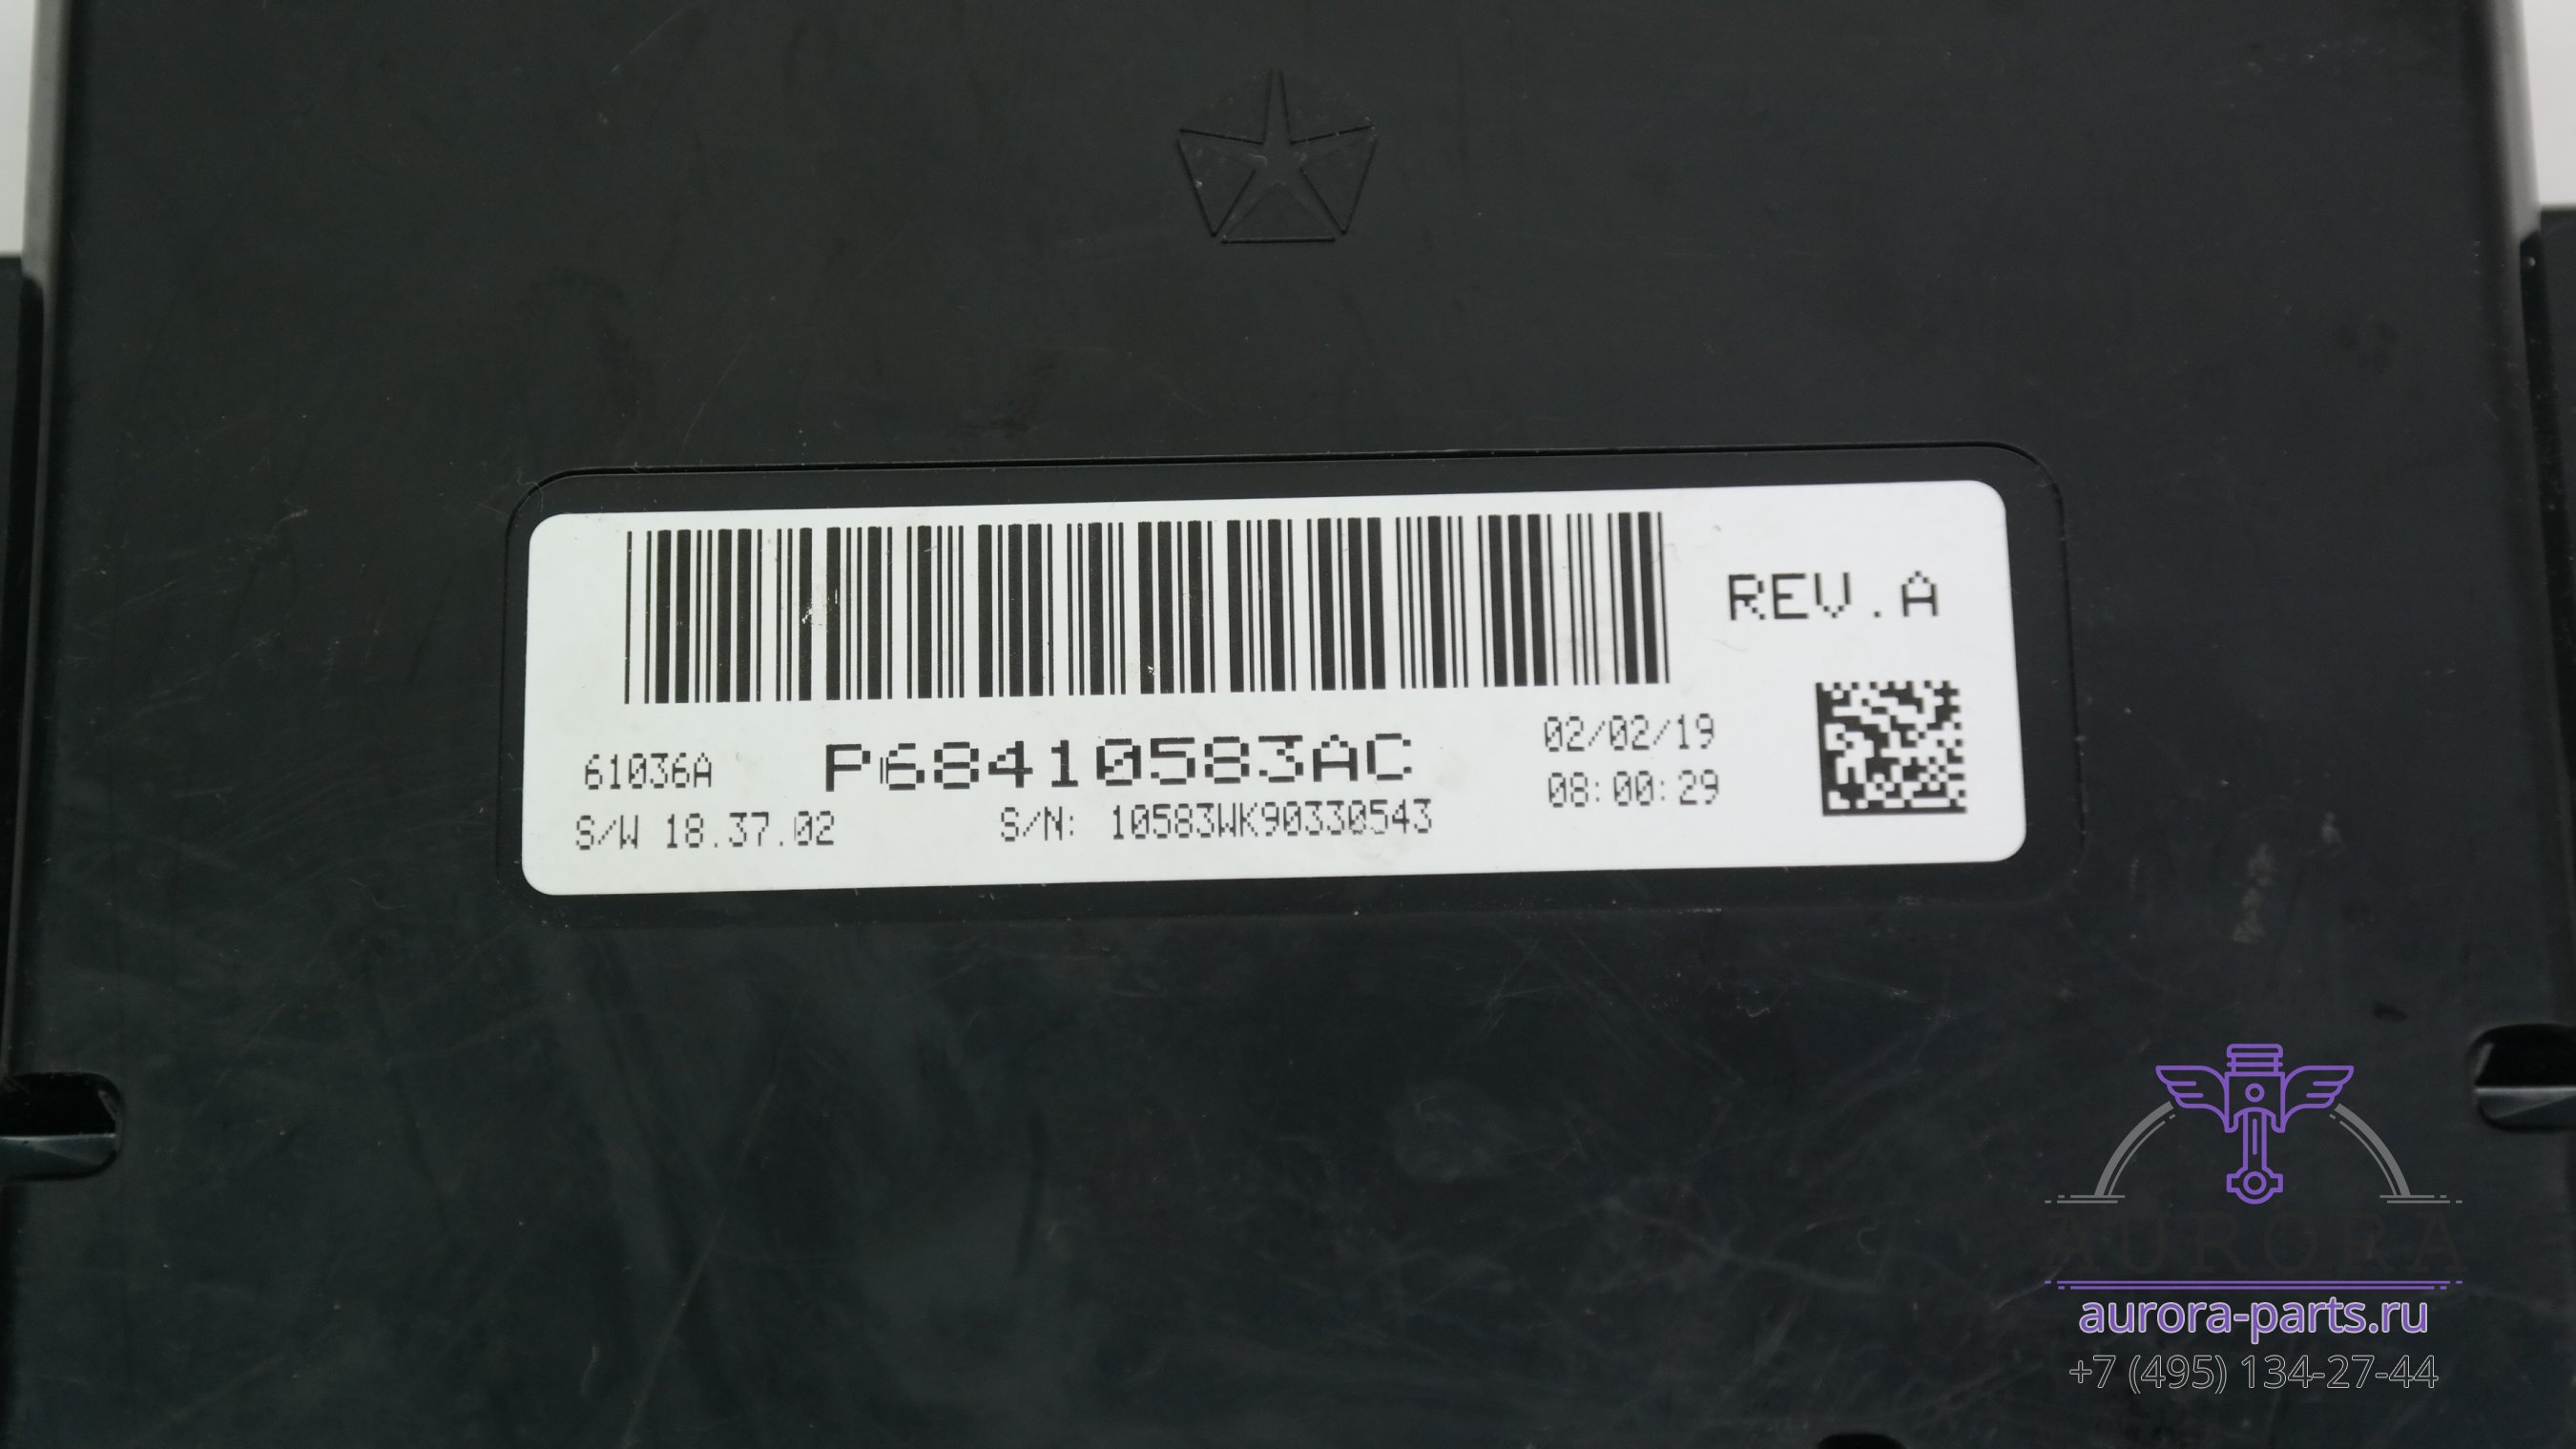 REV.A
61036A P68410583AC 02/02/19
08:00:29
S/W 18.37.02 S/N: 10583WK90330543
AURORA
aurora-parts.ru
+7 (495) 134-27-44